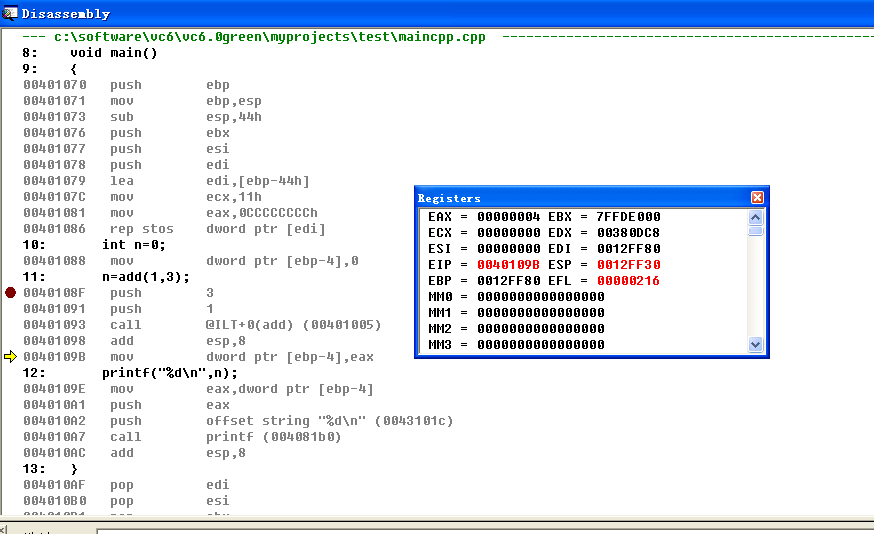 Disassembly
--- c:\software\vc6\vc6.0green\myprojects\test\maincpp.cpp
8:    void main()
9:    {
00401070   push        ebp
00401071   mov         ebp,esp
00401073   sub         esp,44h
00401076   push        ebx
00401077   push        esi
00401078   push        edi
00401079   lea         edi,[ebp-44h]
0040107C   mov         ecx,11h
00401081   mov         eax,0CCCCCCCCh
00401086   rep stos    dword ptr [edi]
10:       int n=0;
00401088   mov         dword ptr [ebp-4],0
11:       n=add(1,3);
0040108F   push        3
00401091   push        1
00401093   call        @ILT+0(add) (00401005)
00401098   add         esp,8
0040109B   mov         dword ptr [ebp-4],eax
12:       printf("%d\n",n);
0040109E   mov         eax,dword ptr [ebp-4]
004010A1   push        eax
004010A2   push        offset string "%d\n" (0043101c)
004010A7   call        printf (004081b0)
004010AC   add         esp,8
13:   }
004010AF   pop         edi
004010B0   pop         esi
Registers
EAX = 00000004 EBX = 7FFDE000
ECX = 00000000 EDX = 00380DC8
ESI = 00000000 EDI = 0012FF80
EIP = 0040109B ESP = 0012FF30
EBP = 0012FF80 EFL = 00000216
MM0 = 0000000000000000
MM1 = 0000000000000000
MM2 = 0000000000000000
MM3 = 0000000000000000